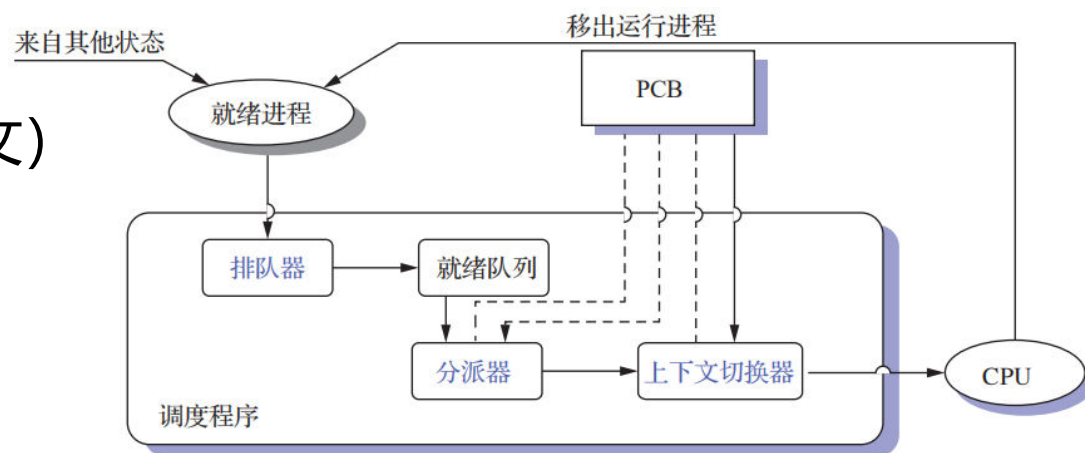 来自其他状态
移出运行进程
PCB
就绪进程
文)
排队器
就绪队列
分派器
上下文切换器
CPU
调度程序